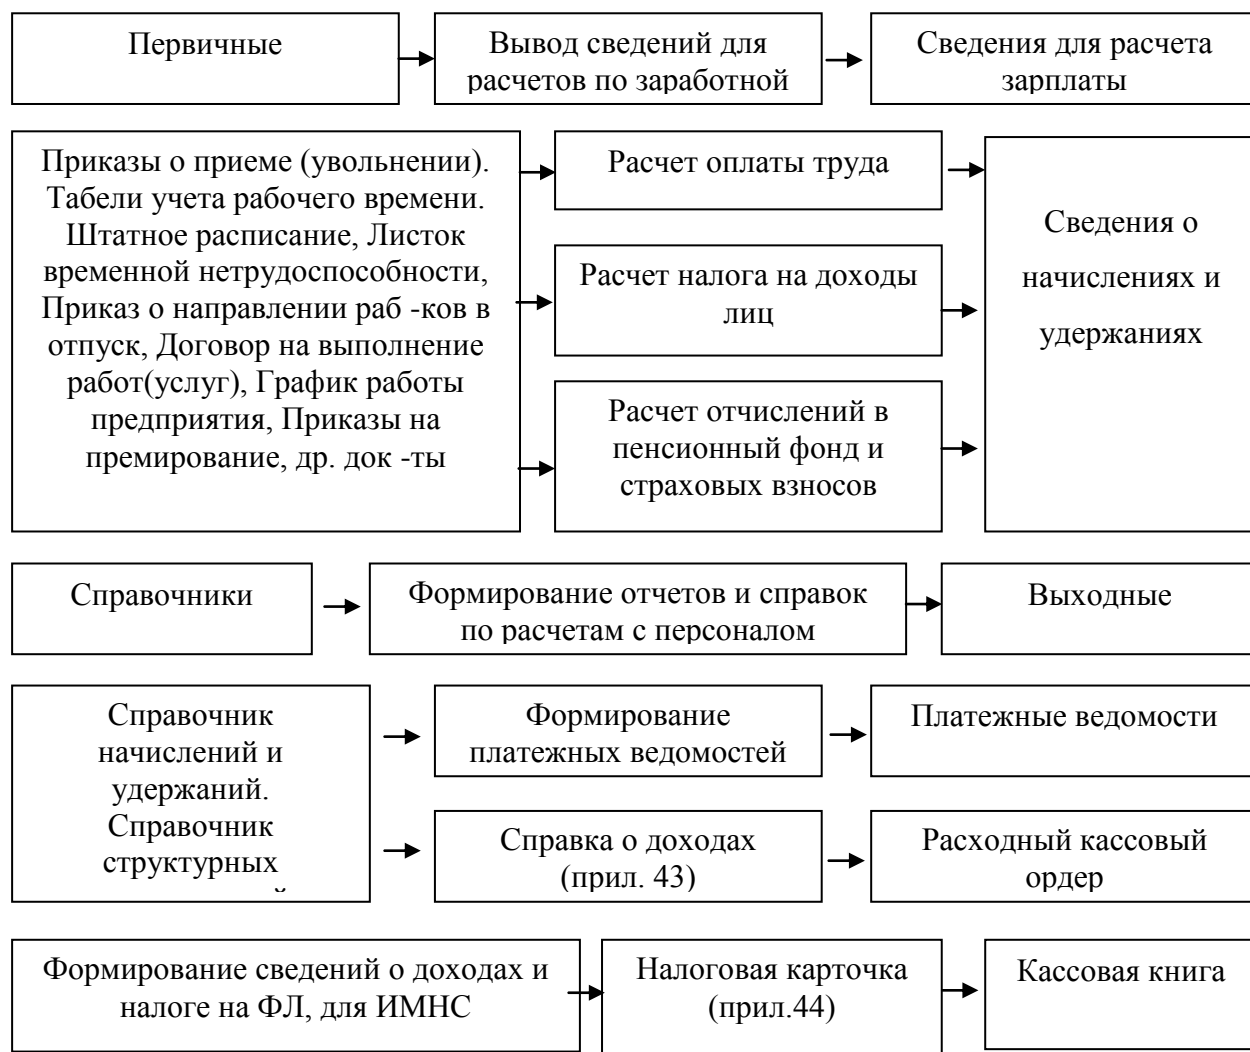 Первичные
Вывод сведений для
расчетов по заработной
Сведения для расчета
зарплаты
Приказы о приеме (увольнении).
Табели учета рабочего времени.
Штатное расписание, Листок
временной нетрудоспособности,
Приказ о направлении раб -ков в
отпуск, Договор на выполнение
работ(услуг), График работы
предприятия, Приказы на
премирование, др. док -ты
Расчет оплаты труда
Расчет налога на доходы
лиц
Расчет отчислений в
пенсионный фонд и
страховых взносов
Сведения о
начислениях и
удержаниях
Справочники
Формирование отчетов и справок
по расчетам с персоналом
Выходные
Справочник
начислений и
удержаний.
Справочник
структурных
Формирование
платежных ведомостей
Платежные ведомости
Справка о доходах
(прил. 43)
Расходный кассовый
ордер
Формирование сведений о доходах и
налоге на ФЛ, для ИМНС
Налоговая карточка
(прил.44)
Кассовая книга